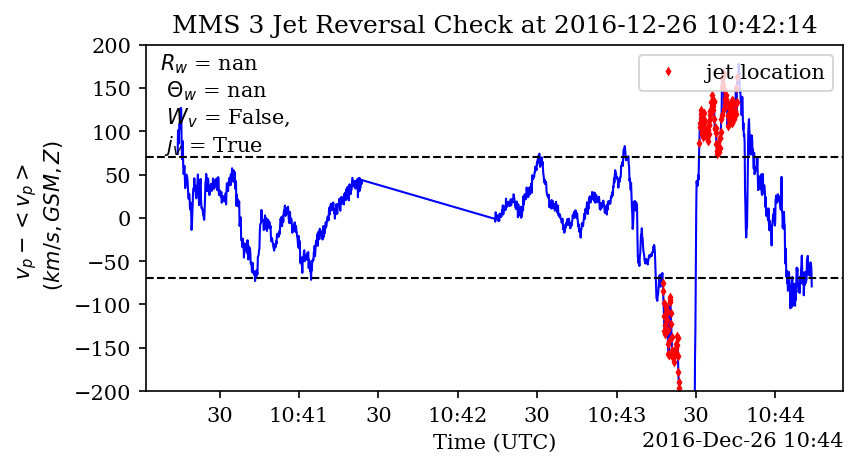 MMS 3 Jet Reversal Check at 2016-12-26 10:42:14
R_w = nan
Θ_w = nan
W_v = False,
j_v = True
jet location
v_p − < v_p >
(km/s, GSM, Z)
200
150
100
50
0
−50
−100
−150
−200
30 10:41 30 10:42 30 10:43 30 10:44
Time (UTC)
2016-Dec-26 10:44